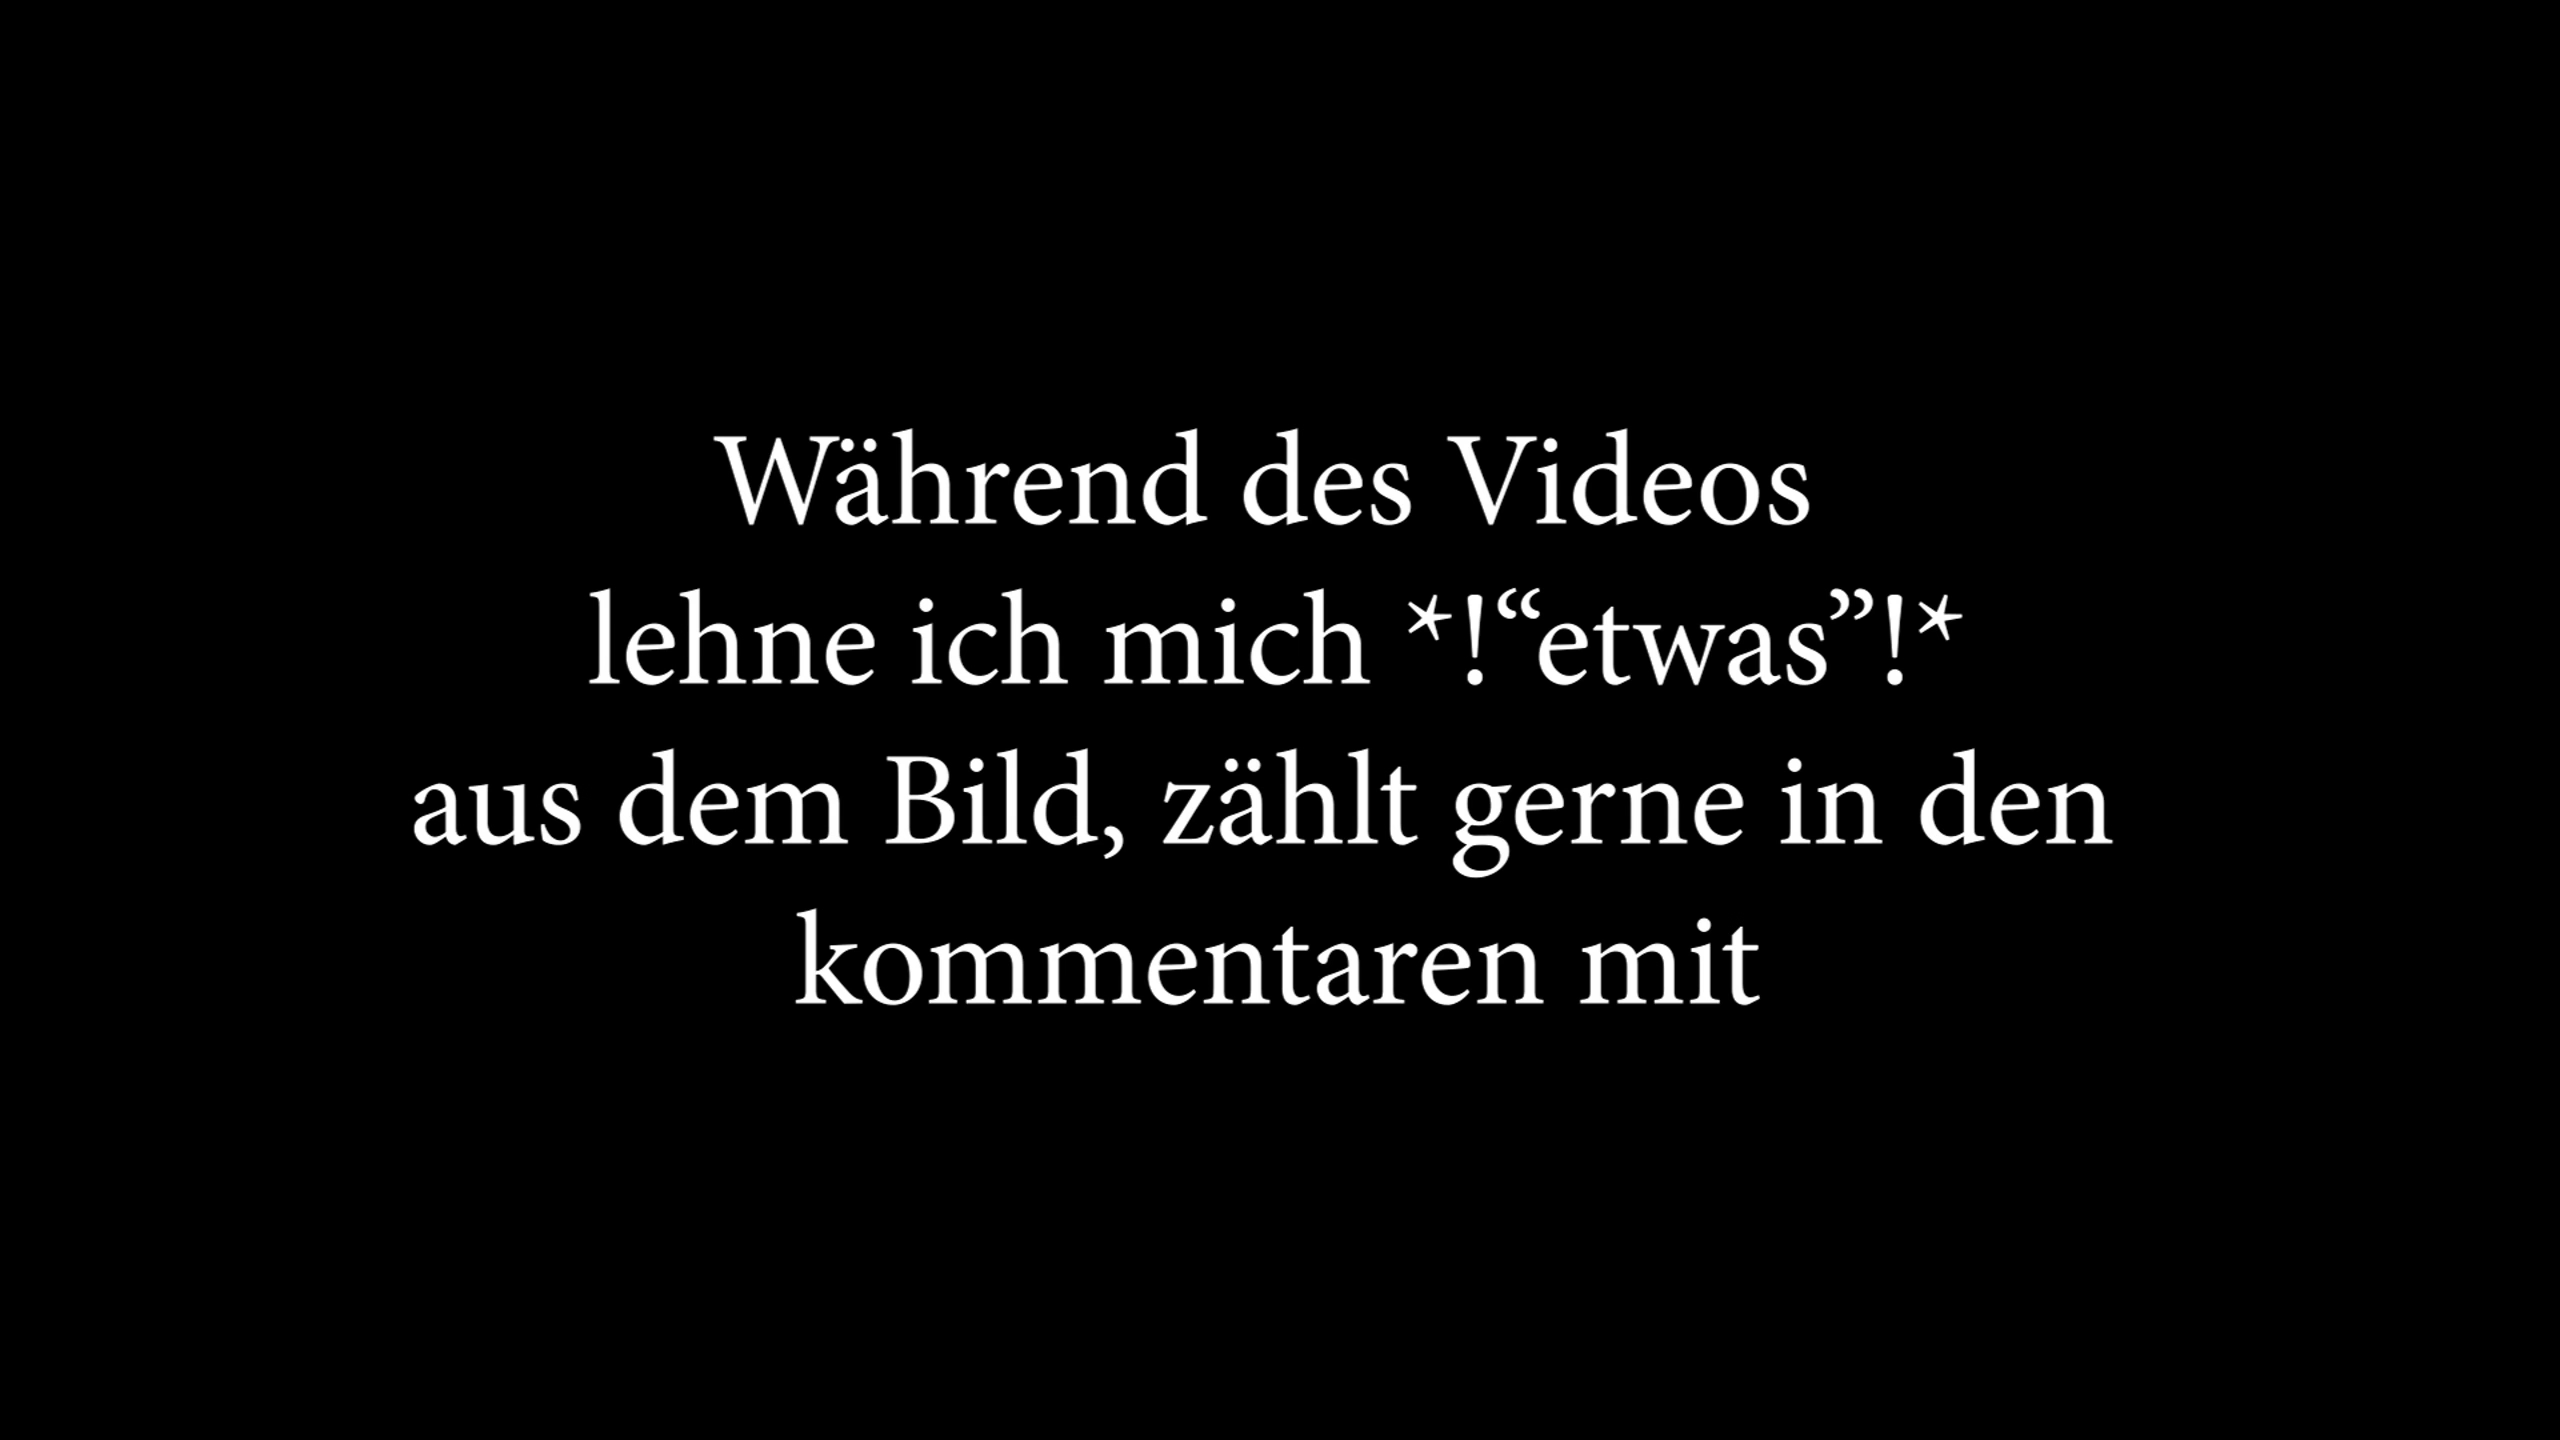 Während des Videos
lehne ich mich *!“etwas”!*
aus dem Bild, zählt gerne in den
kommentaren mit